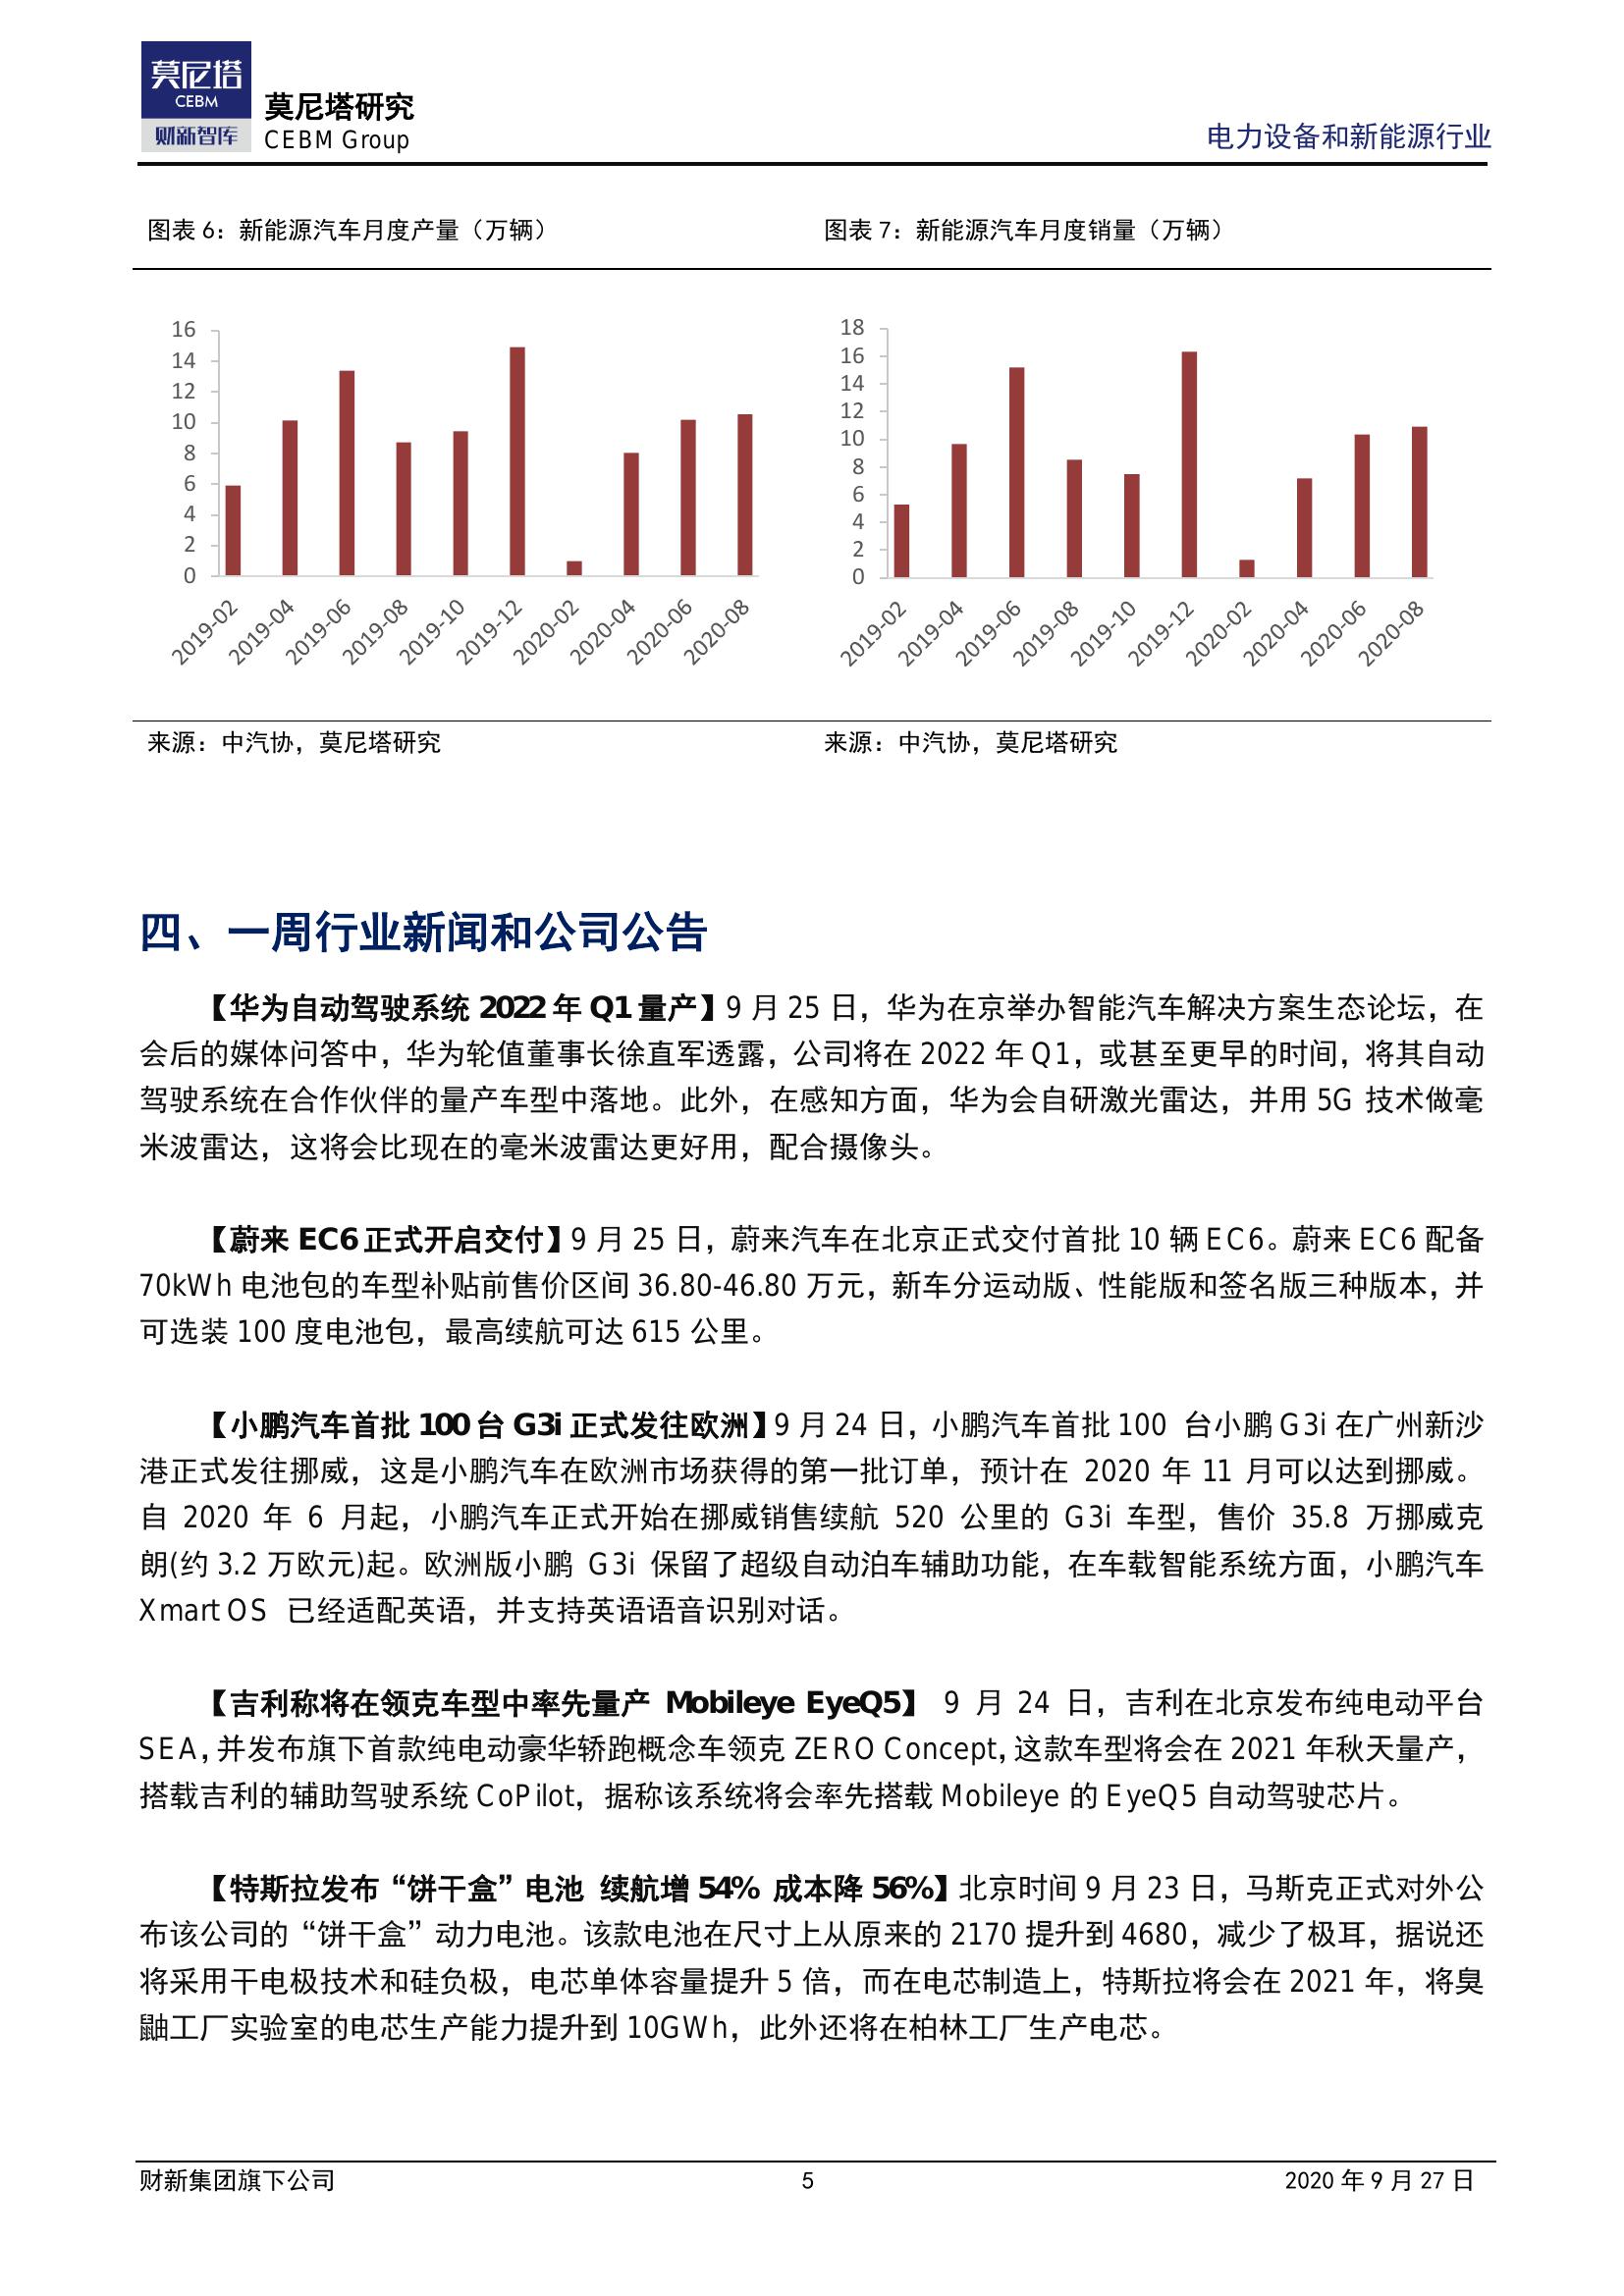 莫尼塔
CEBM
财新智库
莫尼塔研究
CEBM Group
电力设备和新能源行业
图表 6：新能源汽车月度产量（万辆）
图表 7：新能源汽车月度销量（万辆）
16
14
12
10
8
6
4
2
0
2019-02
2019-04
2019-06
2019-08
2019-10
2019-12
2020-02
2020-04
2020-06
2020-08
18
16
14
12
10
8
6
4
2
0
2019-02
2019-04
2019-06
2019-08
2019-10
2019-12
2020-02
2020-04
2020-06
2020-08
来源：中汽协，莫尼塔研究
来源：中汽协，莫尼塔研究
四、一周行业新闻和公司公告
【华为自动驾驶系统 2022 年 Q1 量产】9 月 25 日，华为在京举办智能汽车解决方案生态论坛，在
会后的媒体问答中，华为轮值董事长徐直军透露，公司将在 2022 年 Q1，或甚至更早的时间，将其自动
驾驶系统在合作伙伴的量产车型中落地。此外，在感知方面，华为会自研激光雷达，并用 5G 技术做毫
米波雷达，这将会比现在的毫米波雷达更好用，配合摄像头。
【蔚来 EC6 正式开启交付】9 月 25 日，蔚来汽车在北京正式交付首批 10 辆 EC6。蔚来 EC6 配备
70kWh 电池包的车型补贴前售价区间 36.80-46.80 万元，新车分运动版、性能版和签名版三种版本，并
可选装 100 度电池包，最高续航可达 615 公里。
【小鹏汽车首批 100 台 G3i 正式发往欧洲】9 月 24 日，小鹏汽车首批 100 台小鹏 G3i 在广州新沙
港正式发往挪威，这是小鹏汽车在欧洲市场获得的第一批订单，预计在 2020 年 11 月可以达到挪威。
自 2020 年 6 月起，小鹏汽车正式开始在挪威销售续航 520 公里的 G3i 车型，售价 35.8 万挪威克
朗(约 3.2 万欧元)起。欧洲版小鹏 G3i 保留了超级自动泊车辅助功能，在车载智能系统方面，小鹏汽车
Xmart OS 已经适配英语，并支持英语语音识别对话。
【吉利称将在领克车型中率先量产 Mobileye EyeQ5】 9 月 24 日，吉利在北京发布纯电动平台
SEA，并发布旗下首款纯电动豪华轿跑概念车领克 ZERO Concept，这款车型将会在 2021 年秋天量产，
搭载吉利的辅助驾驶系统 CoPilot，据称该系统将会率先搭载 Mobileye 的 EyeQ5 自动驾驶芯片。
【特斯拉发布“饼干盒”电池 续航增 54% 成本降 56%】北京时间 9 月 23 日，马斯克正式对外公
布该公司的“饼干盒”动力电池。该款电池在尺寸上从原来的 2170 提升到 4680，减少了极耳，据说还
将采用干电极技术和硅负极，电芯单体容量提升 5 倍，而在电芯制造上，特斯拉将会在 2021 年，将臭
鼬工厂实验室的电芯生产能力提升到 10GWh，此外还将在柏林工厂生产电芯。
财新集团旗下公司
5
2020 年 9 月 27 日